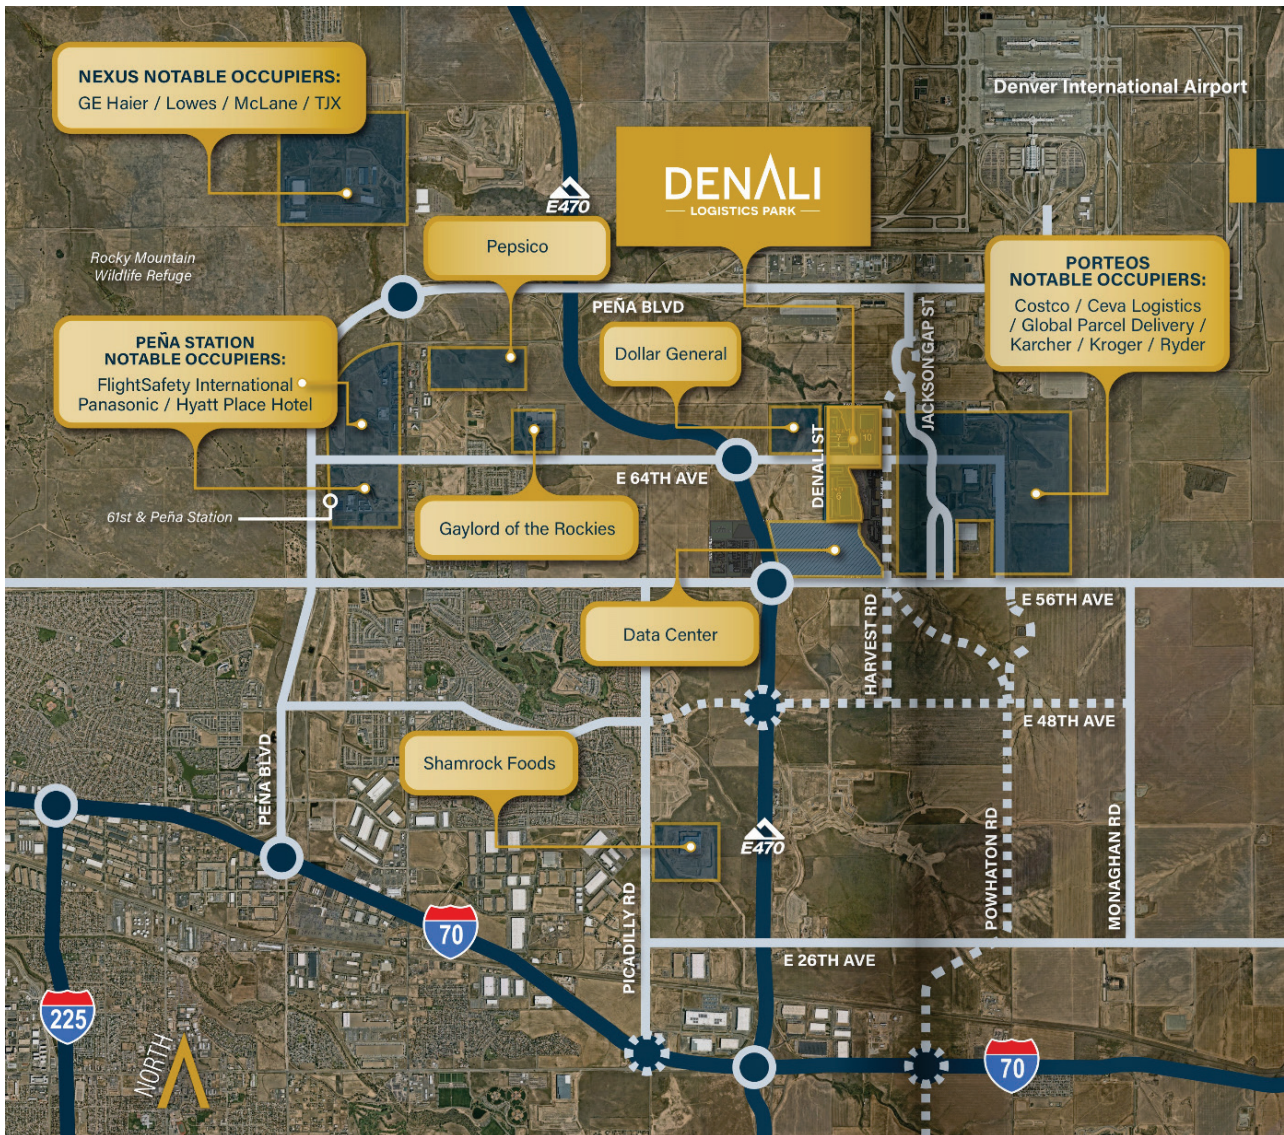 NEXUS NOTABLE OCCUPIERS:
GE Haier / Lowes / McLane / TJX
Denver International Airport
DENALI
LOGISTICS PARK
E470
Pepsico
Rocky Mountain
Wildlife Refuge
PORTEOS
NOTABLE OCCUPIERS:
Costco / Ceva Logistics
/ Global Parcel Delivery /
Karcher / Kroger / Ryder
PEÑA BLVD
JACKSON GAP ST
PEÑA STATION
NOTABLE OCCUPIERS:
FlightSafety International
Panasonic / Hyatt Place Hotel
Dollar General
10
DENALI ST
E 64TH AVE
61st & Peña Station
Gaylord of the Rockies
E 56TH AVE
Data Center
HARVEST RD
E 48TH AVE
PEÑA BLVD
Shamrock Foods
E470
POWHATON RD
MONAGHAN RD
PICADILLY RD
70
E 26TH AVE
225
NORTH
70